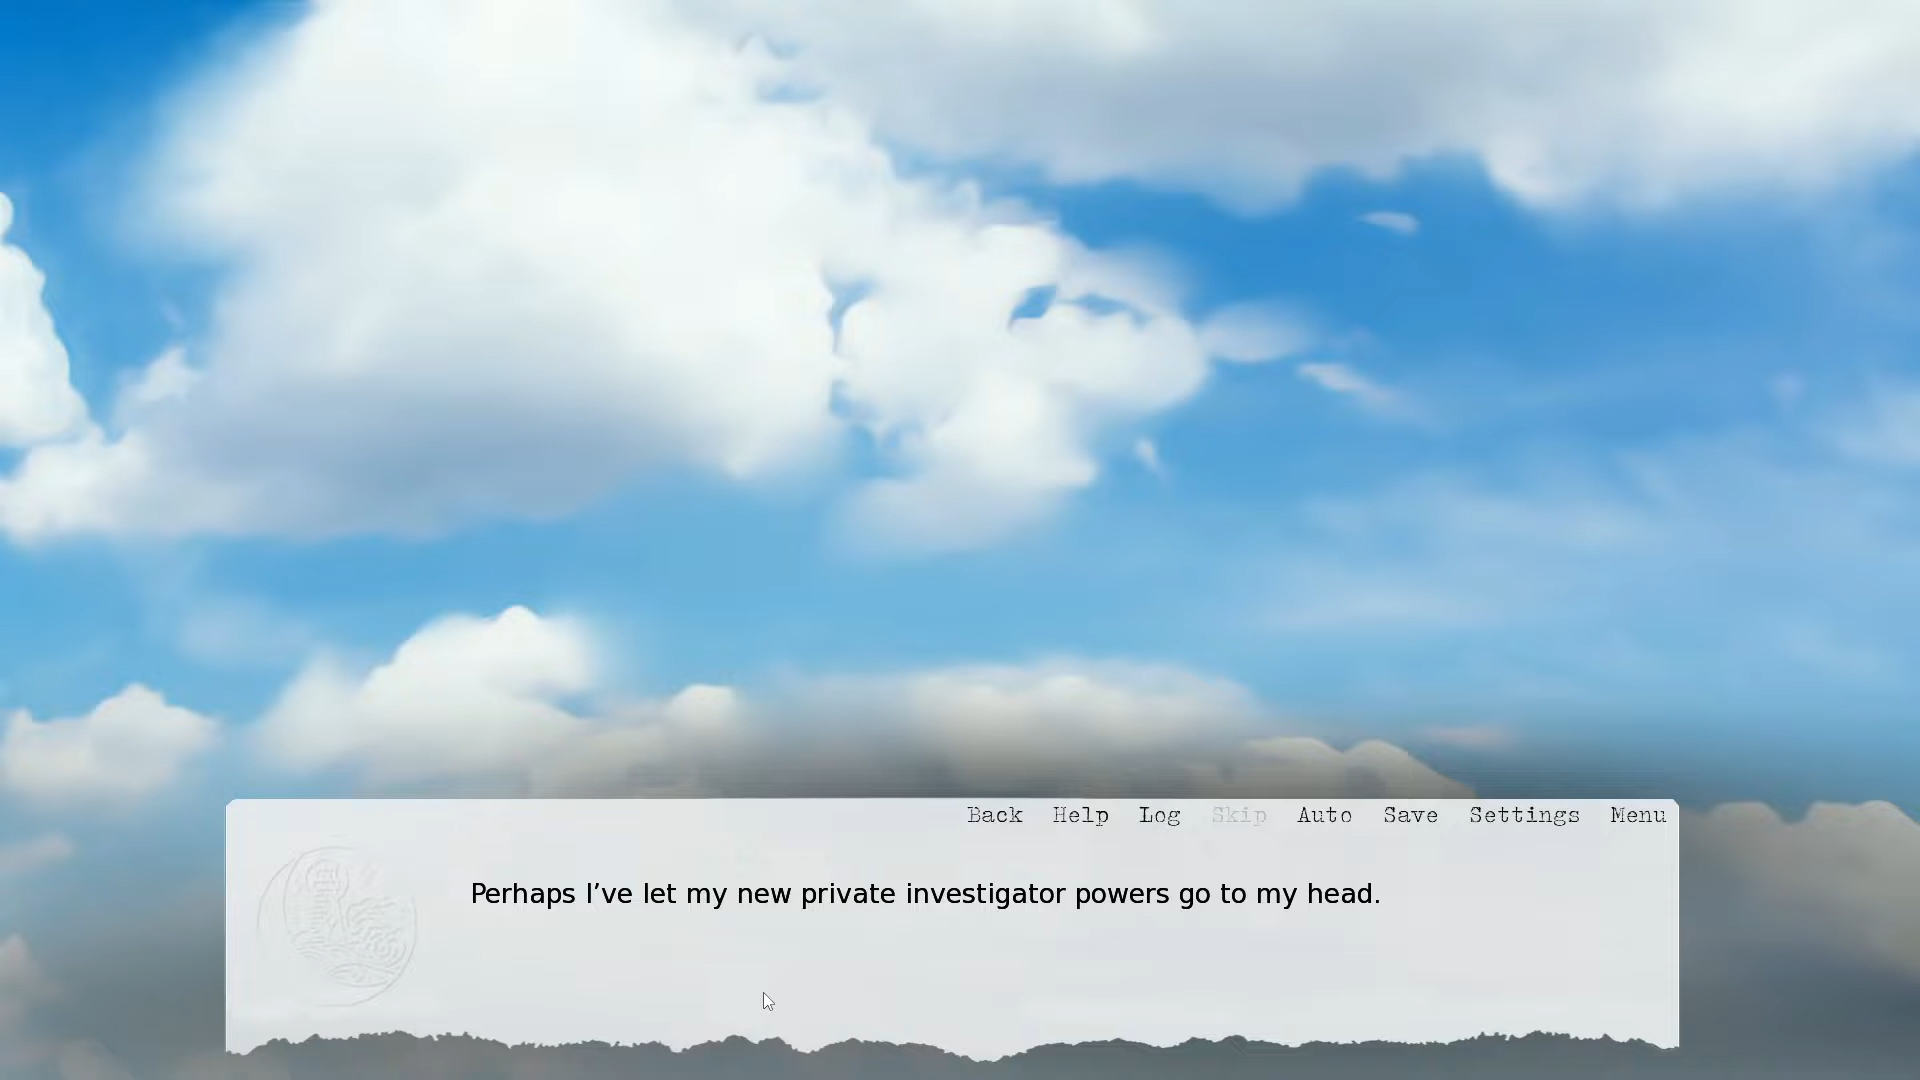 Back Help Log Skip Auto Save Settings Menu
Perhaps I’ve let my new private investigator powers go to my head.